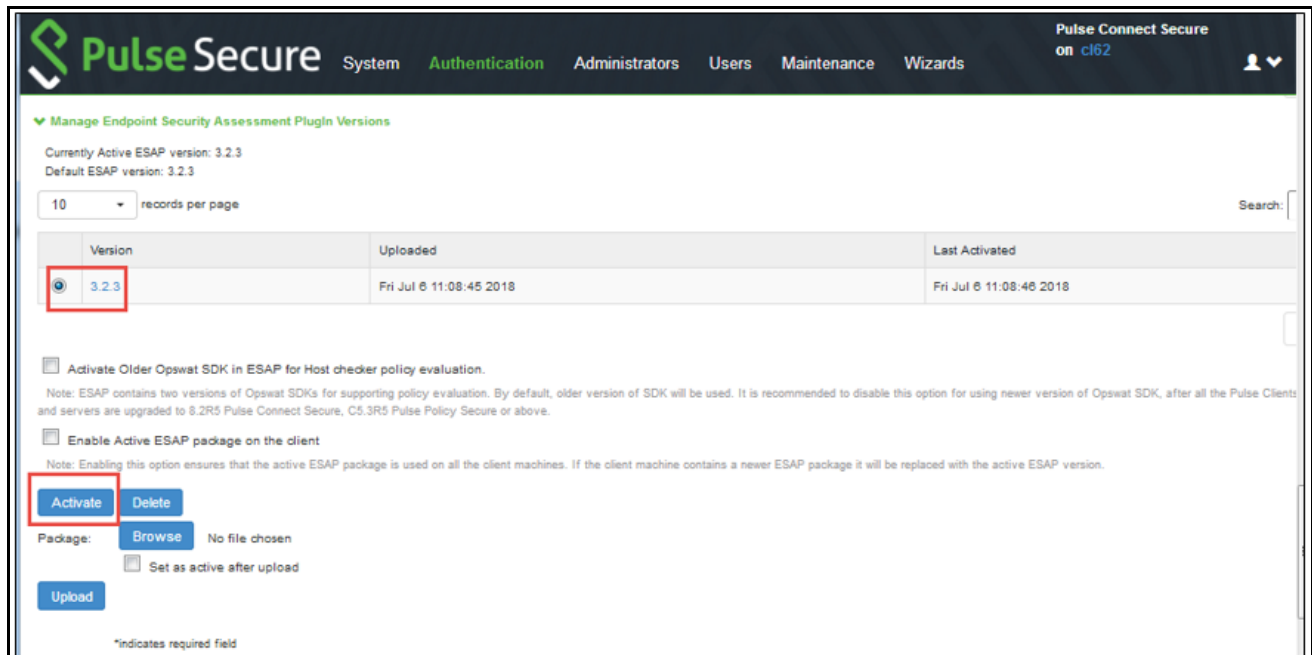 Pulse Secure
System Authentication Administrators Users Maintenance Wizards
Pulse Connect Secure
on cl62
Manage Endpoint Security Assessment PlugIn Versions
Currently Active ESAP version: 3.2.3
Default ESAP version: 3.2.3
10 records per page Search:
Version Uploaded Last Activated
3.2.3 Fri Jul 6 11:08:45 2018 Fri Jul 6 11:08:46 2018
Activate Older Opswat SDK in ESAP for Host checker policy evaluation.
Note: ESAP contains two versions of Opswat SDKs for supporting policy evaluation. By default, older version of SDK will be used. It is recommended to disable this option for using newer version of Opswat SDK, after all the Pulse Clients
and servers are upgraded to 8.2R5 Pulse Connect Secure, C5.3R5 Pulse Policy Secure or above.
Enable Active ESAP package on the client
Note: Enabling this option ensures that the active ESAP package is used on all the client machines. If the client machine contains a newer ESAP package it will be replaced with the active ESAP version.
Activate Delete
Package: Browse No file chosen
Set as active after upload
Upload
*indicates required field